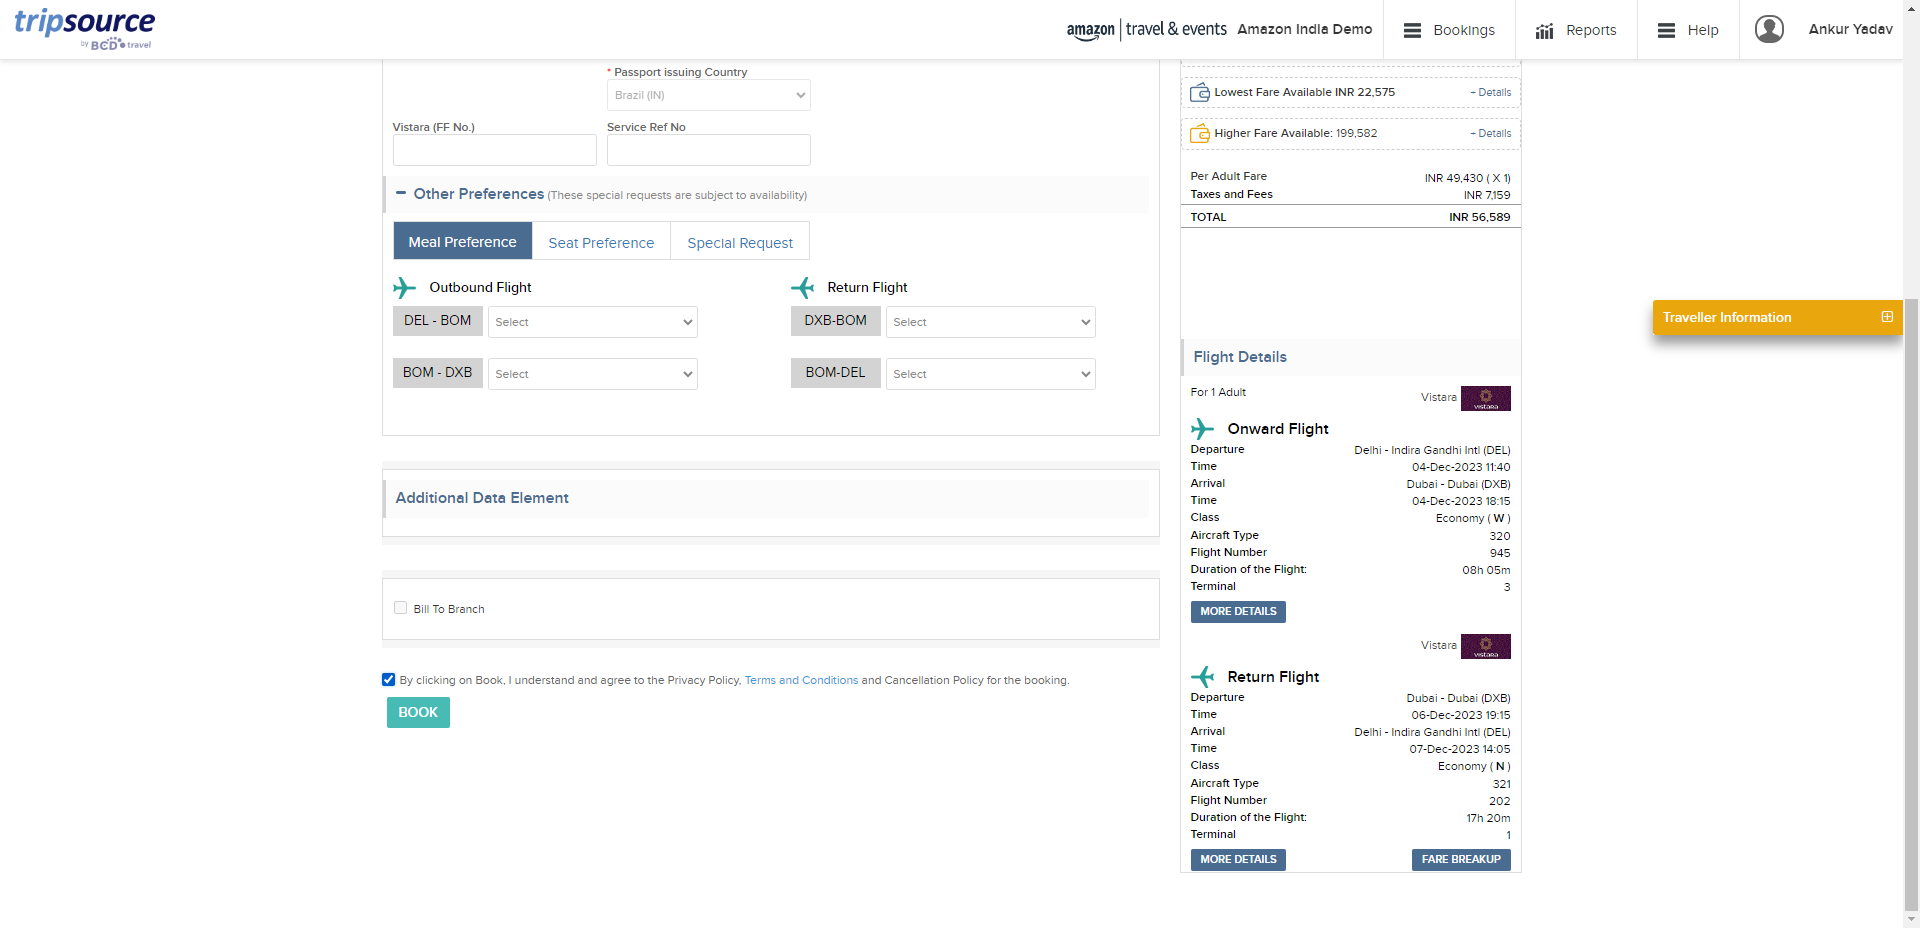 tripsource
by BCD travel
amazon travel & events Amazon India Demo
Bookings
Reports
Help
Ankur Yadav
* Passport issuing Country
Brazil (IN)
Vistara (FF No.)
Service Ref No
Other Preferences (These special requests are subject to availability)
Meal Preference
Seat Preference
Special Request
Outbound Flight
Return Flight
DEL - BOM Select
DXB-BOM Select
BOM - DXB Select
BOM-DEL Select
Additional Data Element
Bill To Branch
By clicking on Book, I understand and agree to the Privacy Policy, Terms and Conditions and Cancellation Policy for the booking.
BOOK
Lowest Fare Available INR 22,575 + Details
Higher Fare Available: 199,582 + Details
Per Adult Fare INR 49,430 ( X 1)
Taxes and Fees INR 7,159
TOTAL INR 56,589
Traveller Information
Flight Details
For 1 Adult Vistara
vistara
Onward Flight
Departure Delhi - Indira Gandhi Intl (DEL)
Time 04-Dec-2023 11:40
Arrival Dubai - Dubai (DXB)
Time 04-Dec-2023 18:15
Class Economy ( W )
Aircraft Type 320
Flight Number 945
Duration of the Flight: 08h 05m
Terminal 3
MORE DETAILS
Vistara
vistara
Return Flight
Departure Dubai - Dubai (DXB)
Time 06-Dec-2023 19:15
Arrival Delhi - Indira Gandhi Intl (DEL)
Time 07-Dec-2023 14:05
Class Economy ( N )
Aircraft Type 321
Flight Number 202
Duration of the Flight: 17h 20m
Terminal 1
MORE DETAILS
FARE BREAKUP